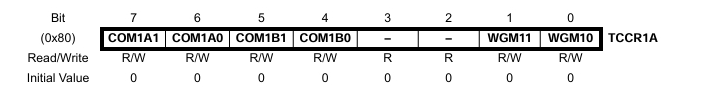 Bit 7 6 5 4 3 2 1 0
(0x80) COM1A1 COM1A0 COM1B1 COM1B0 – – WGM11 WGM10 TCCR1A
Read/Write R/W R/W R/W R/W R R R/W R/W
Initial Value 0 0 0 0 0 0 0 0